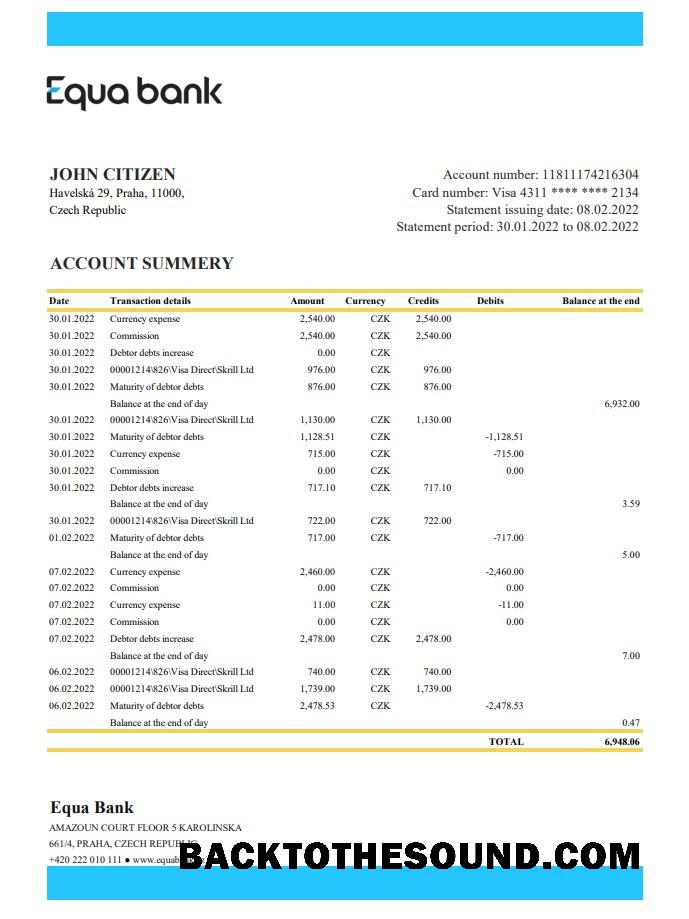 Equa bank
JOHN CITIZEN
Havelská 29, Praha, 11000,
Czech Republic
Account number: 11811174216304
Card number: Visa 4311 **** **** 2134
Statement issuing date: 08.02.2022
Statement period: 30.01.2022 to 08.02.2022
ACCOUNT SUMMERY
Date Transaction details Amount Currency Credits Debits Balance at the end
30.01.2022 Currency expense 2,540.00 CZK 2,540.00
30.01.2022 Commission 2,540.00 CZK 2,540.00
30.01.2022 Debtor debts increase 0.00 CZK
30.01.2022 00001214\826\Visa Direct\Skrill Ltd 976.00 CZK 976.00
30.01.2022 Maturity of debtor debts 876.00 CZK 876.00
Balance at the end of day 6,932.00
30.01.2022 00001214\826\Visa Direct\Skrill Ltd 1,130.00 CZK 1,130.00
30.01.2022 Maturity of debtor debts 1,128.51 CZK -1,128.51
30.01.2022 Currency expense 715.00 CZK -715.00
30.01.2022 Commission 0.00 CZK 0.00
30.01.2022 Debtor debts increase 717.10 CZK 717.10
Balance at the end of day 3.59
30.01.2022 00001214\826\Visa Direct\Skrill Ltd 722.00 CZK 722.00
01.02.2022 Maturity of debtor debts 717.00 CZK -717.00
Balance at the end of day 5.00
07.02.2022 Currency expense 2,460.00 CZK -2,460.00
07.02.2022 Commission 0.00 CZK 0.00
07.02.2022 Currency expense 11.00 CZK -11.00
07.02.2022 Commission 0.00 CZK 0.00
07.02.2022 Debtor debts increase 2,478.00 CZK 2,478.00
Balance at the end of day 7.00
06.02.2022 00001214\826\Visa Direct\Skrill Ltd 740.00 CZK 740.00
06.02.2022 00001214\826\Visa Direct\Skrill Ltd 1,739.00 CZK 1,739.00
06.02.2022 Maturity of debtor debts 2,478.53 CZK -2,478.53
Balance at the end of day 0.47
TOTAL 6,948.06
Equa Bank
AMAZOUN COURT FLOOR 5 KAROLINSKA
661/4, PRAHA, CZECH
+420 222 010 111 ●
BACKTOTHESOUND.COM